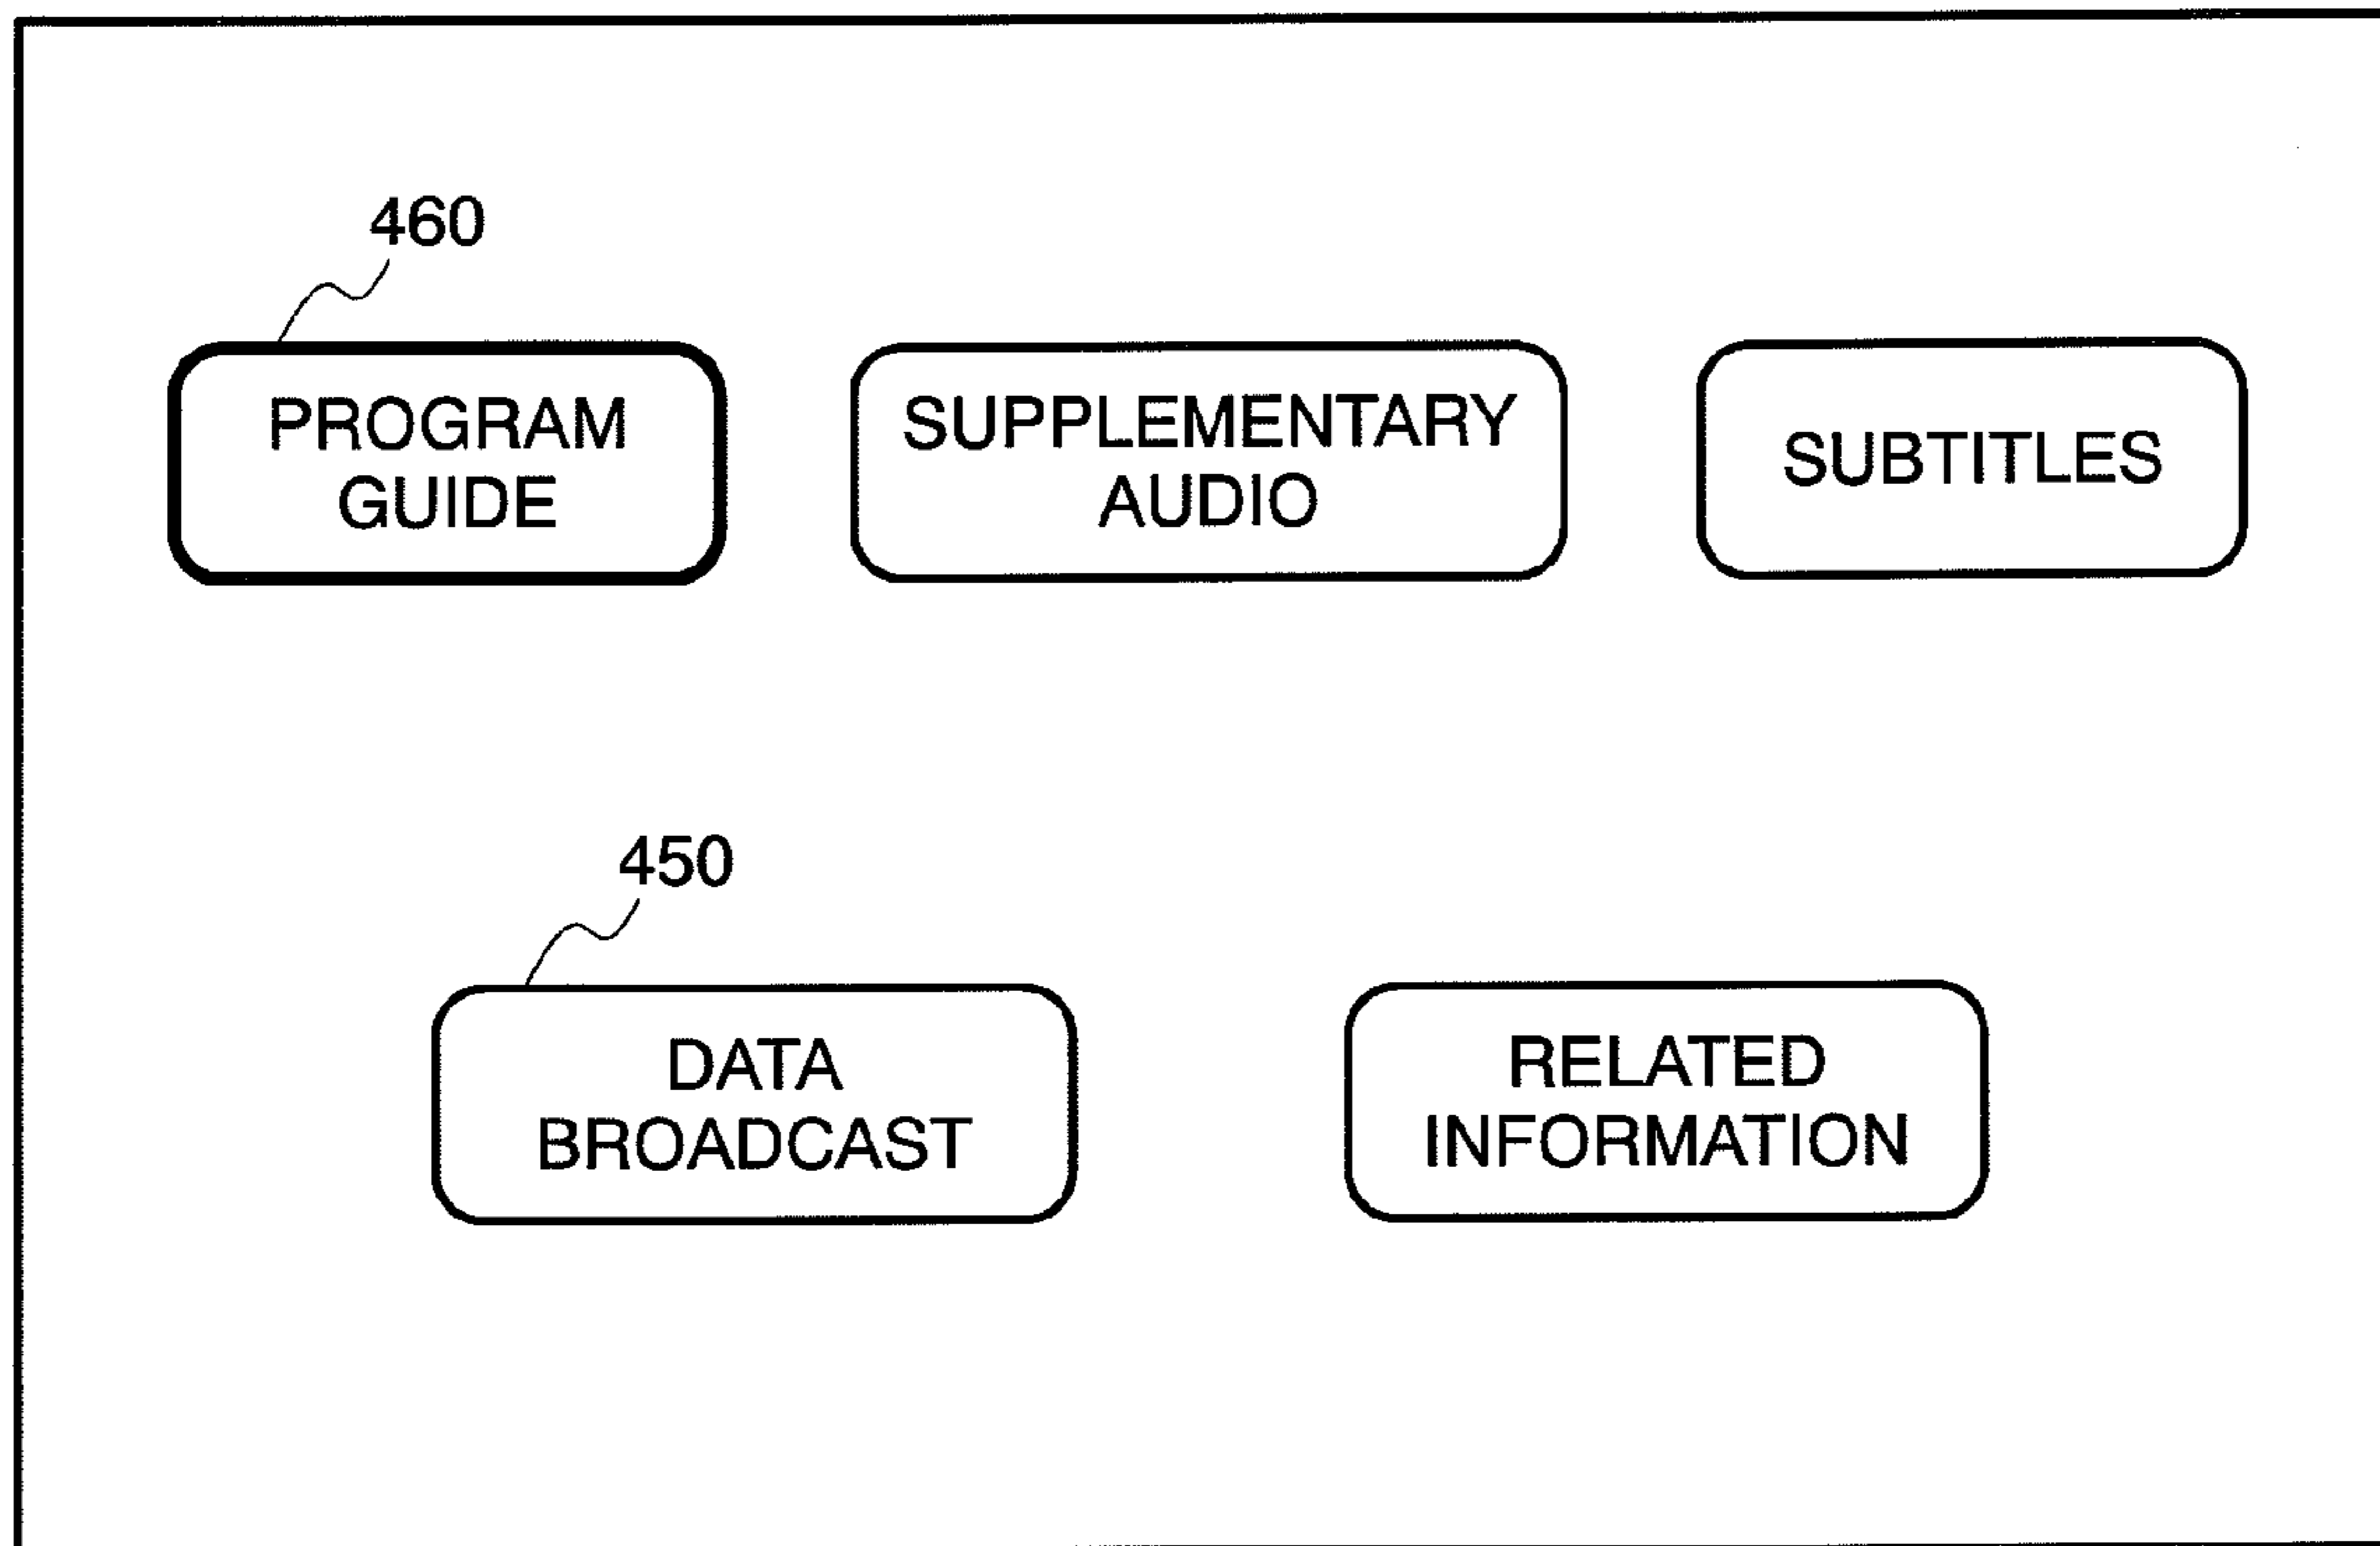 460
PROGRAM
GUIDE
SUPPLEMENTARY
AUDIO
SUBTITLES
450
DATA
BROADCAST
RELATED
INFORMATION